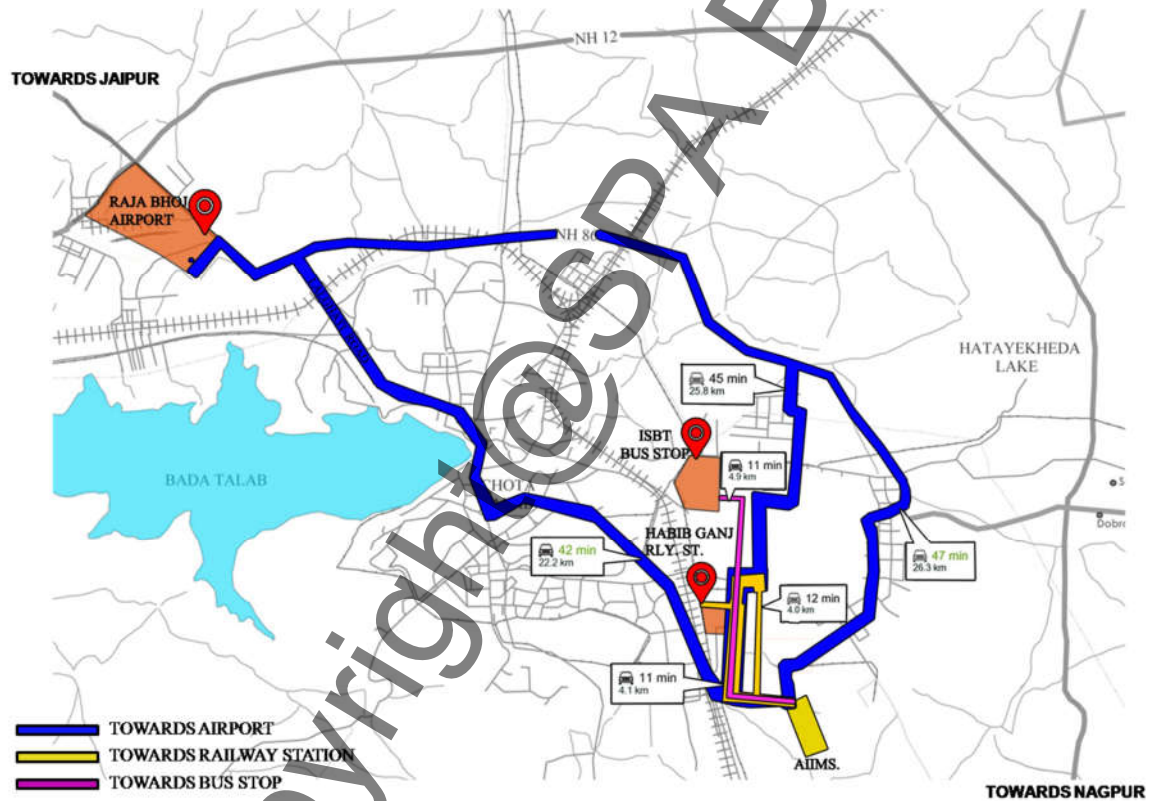 NH 12
TOWARDS JAIPUR
RAJA BHOJ
AIRPORT
NH 86
HATAYEKHEDA
LAKE
45 min
25.8 km
ISBT
BUS STOP
11 min
4.9 km
BADA TALAB
CHOTA
HABIB GANJ
RLY. ST.
42 min
22.2 km
47 min
26.3 km
12 min
4.0 km
11 min
4.1 km
TOWARDS AIRPORT
TOWARDS RAILWAY STATION
TOWARDS BUS STOP
AIIMS.
TOWARDS NAGPUR